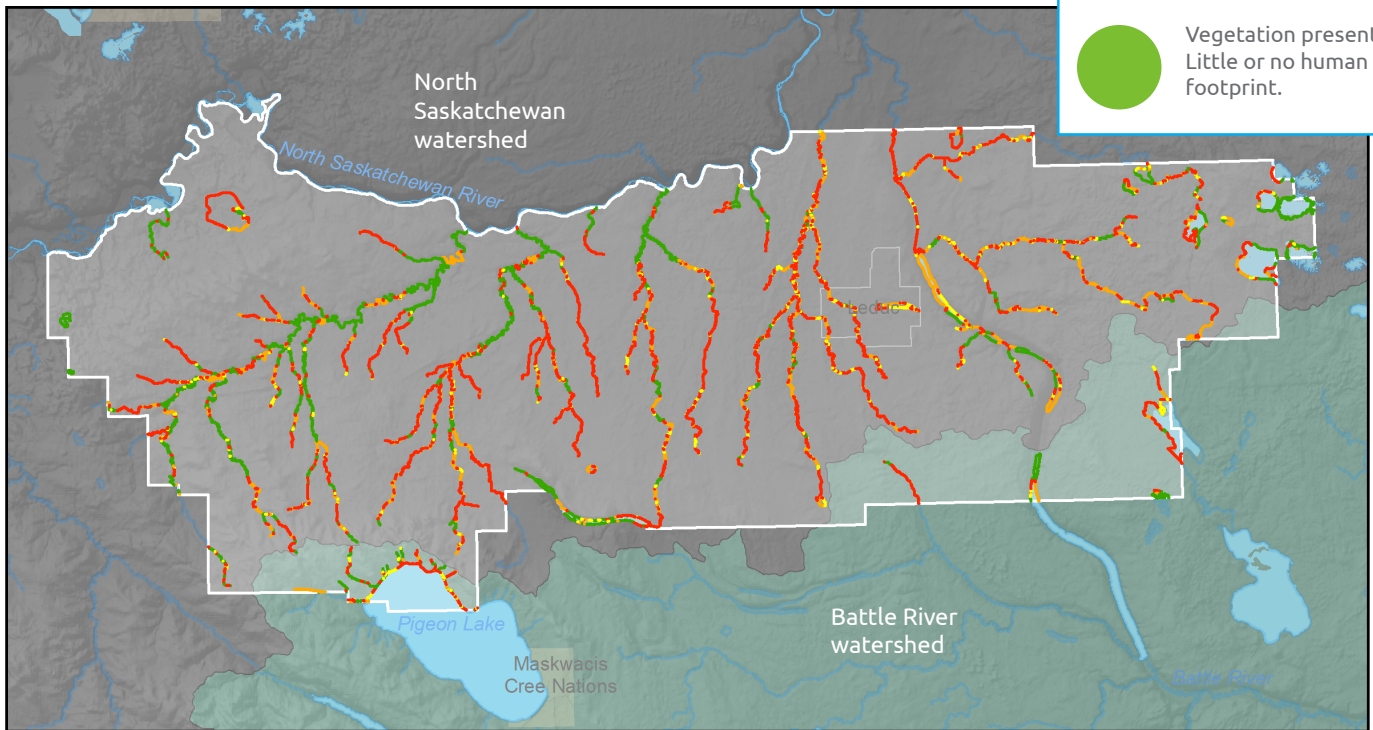 Vegetation present.
Little or no human
footprint.
North
Saskatchewan
watershed
North Saskatchewan River
Leduc
Battle River
watershed
Pigeon Lake
Maskwacis
Cree Nations
Battle River